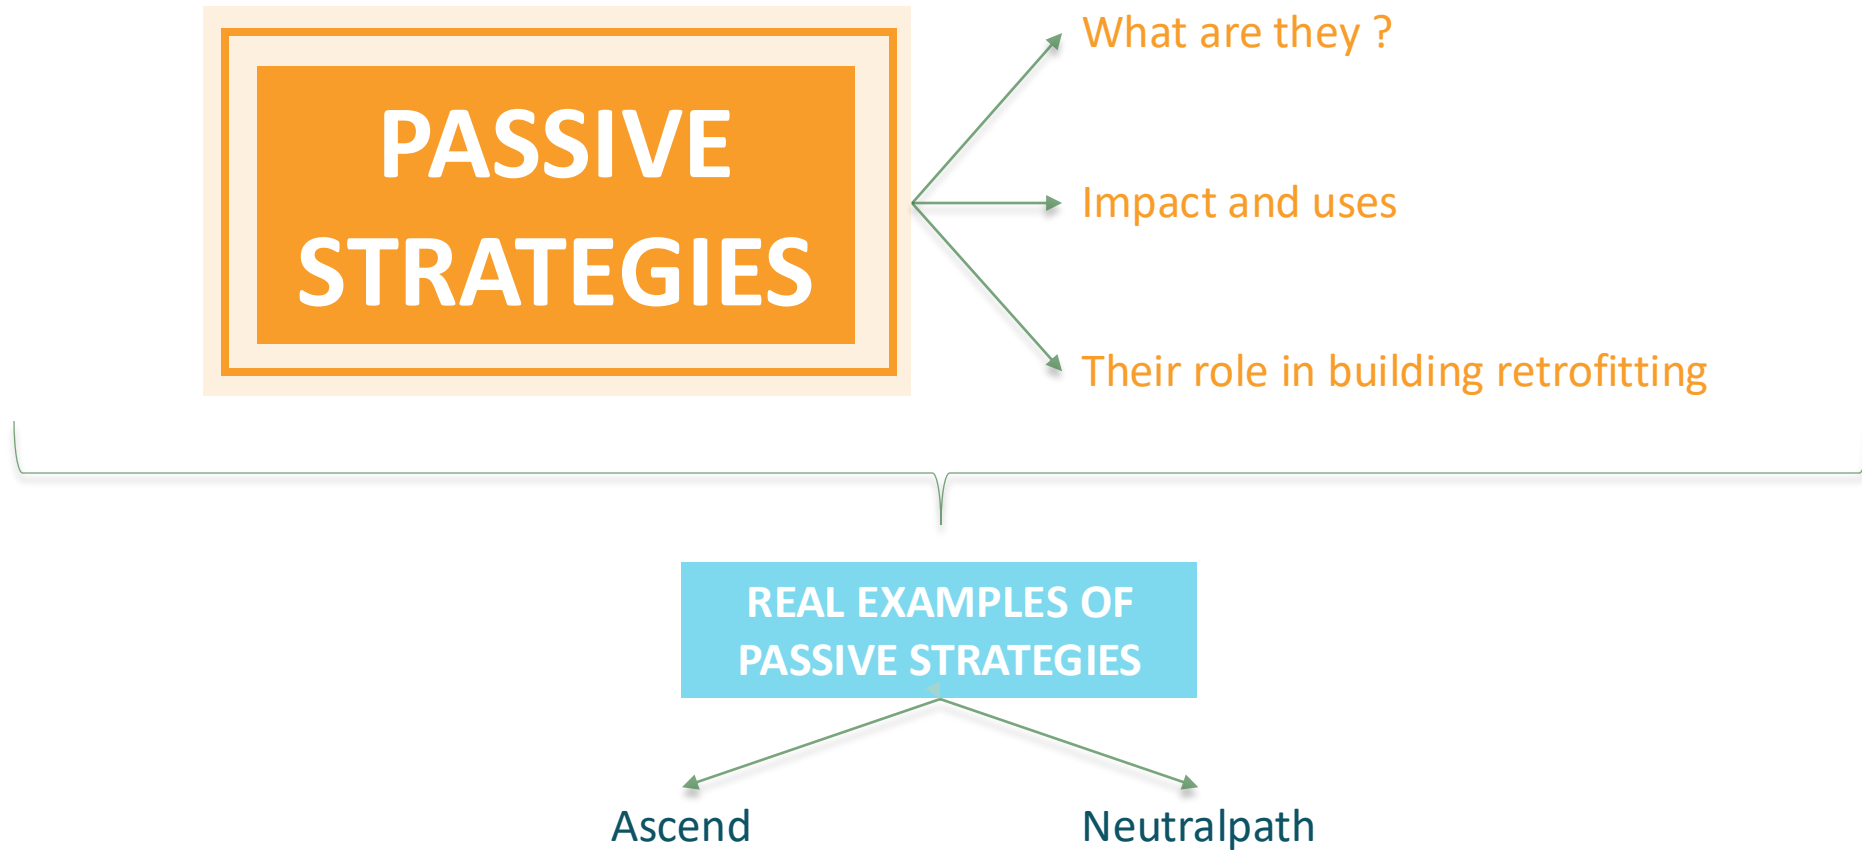 PASSIVE
STRATEGIES
What are they ?
Impact and uses
Their role in building retrofitting
REAL EXAMPLES OF
PASSIVE STRATEGIES
Ascend
Neutralpath